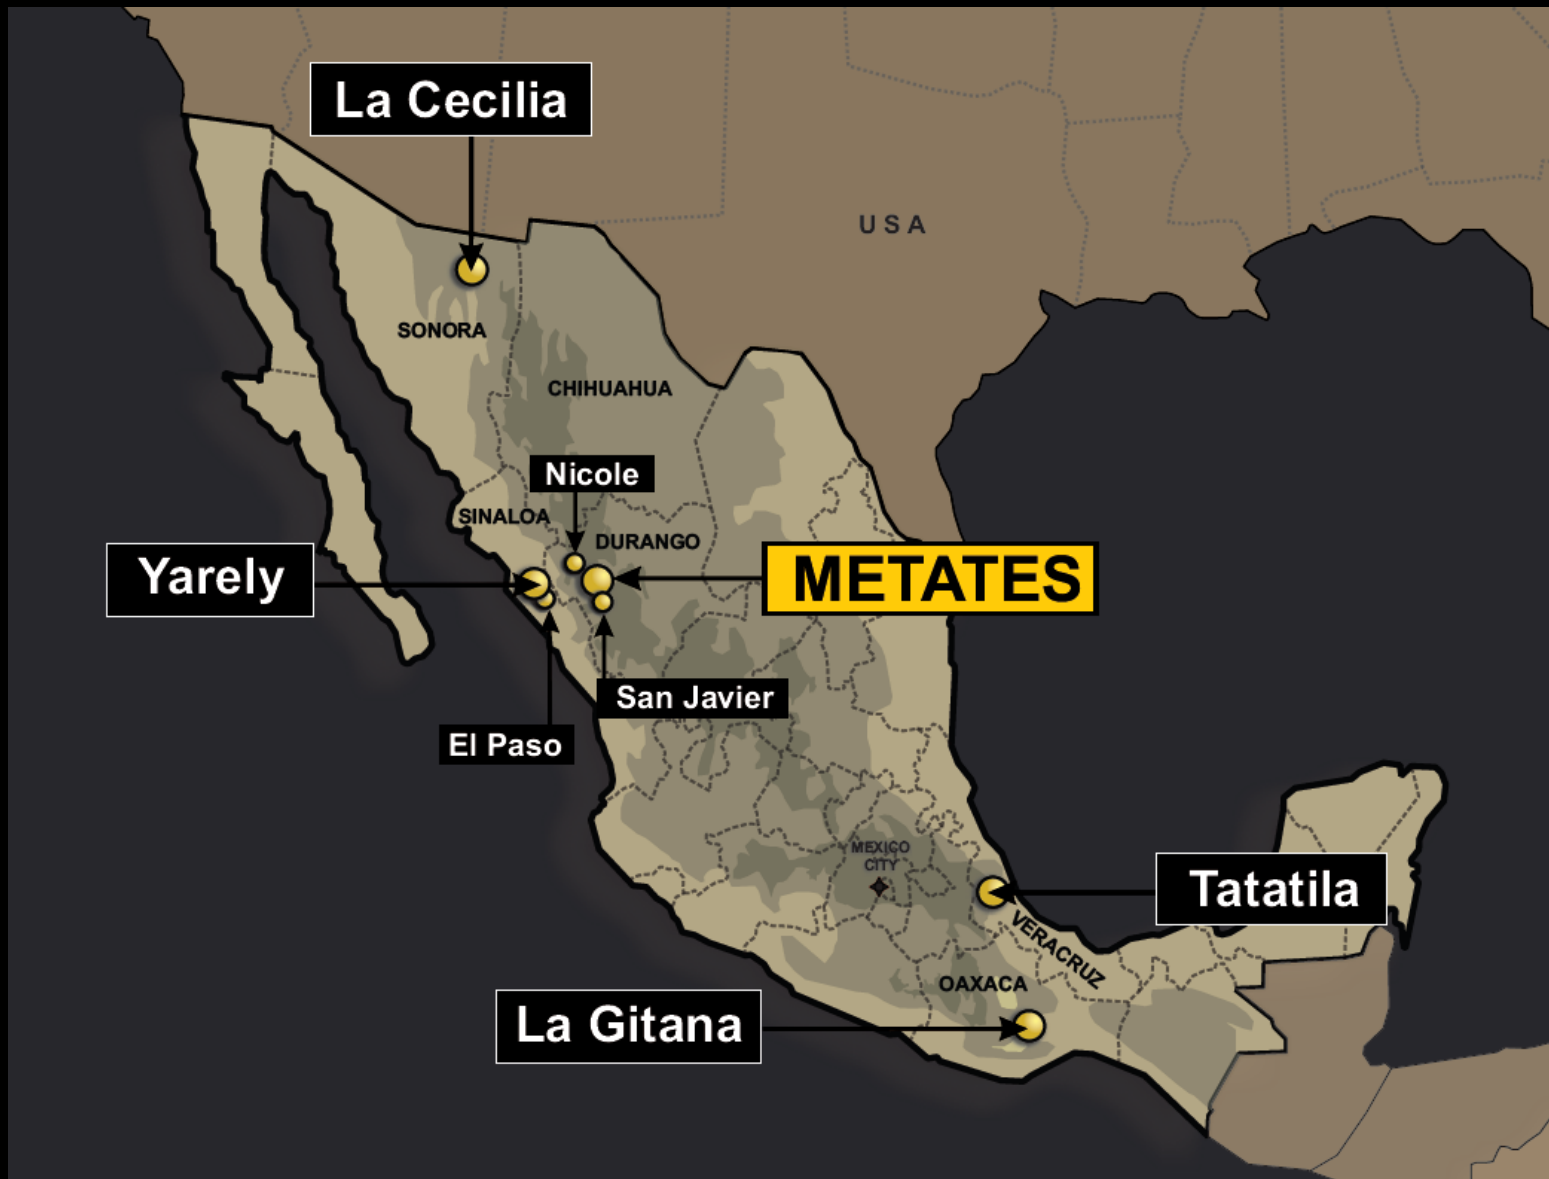 La Cecilia
USA
SONORA
CHIHUAHUA
Nicole
SINALOA
DURANGO
Yarely
METATES
San Javier
El Paso
MEXICO
CITY
Tatatila
VERACRUZ
OAXACA
La Gitana